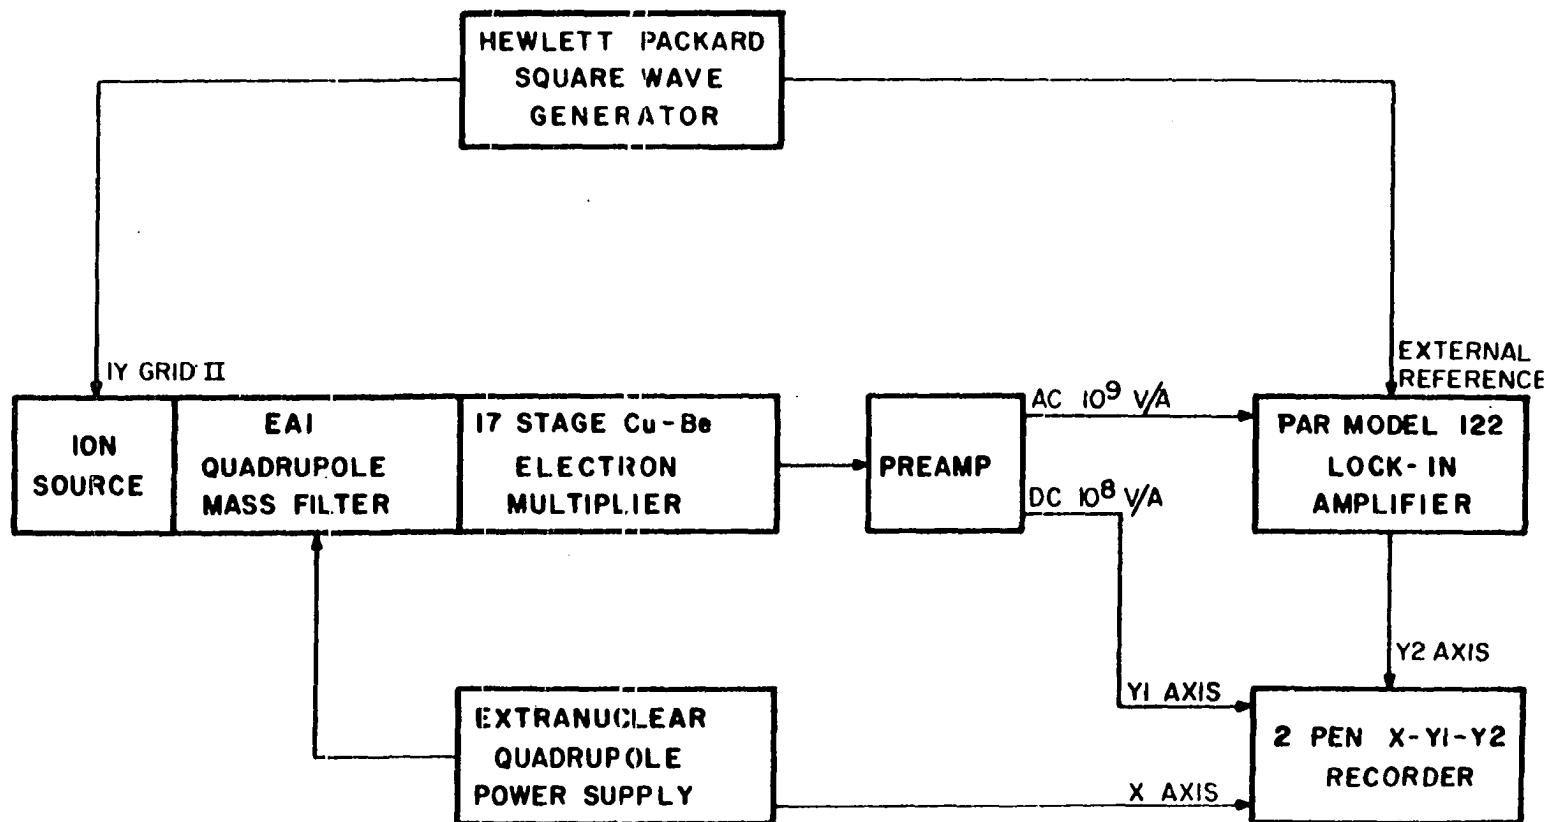 HEWLETT PACKARD
SQUARE WAVE
GENERATOR
IY GRID II
EXTERNAL
REFERENCE
ION
SOURCE
EAI
QUADRUPOLE
MASS FILTER
17 STAGE Cu-Be
ELECTRON
MULTIPLIER
PREAMP
AC 10⁹ V/A
DC 10⁸ V/A
PAR MODEL 122
LOCK-IN
AMPLIFIER
Y2 AXIS
Y1 AXIS
EXTRANUCLEAR
QUADRUPOLE
POWER SUPPLY
X AXIS
2 PEN X-Y1-Y2
RECORDER